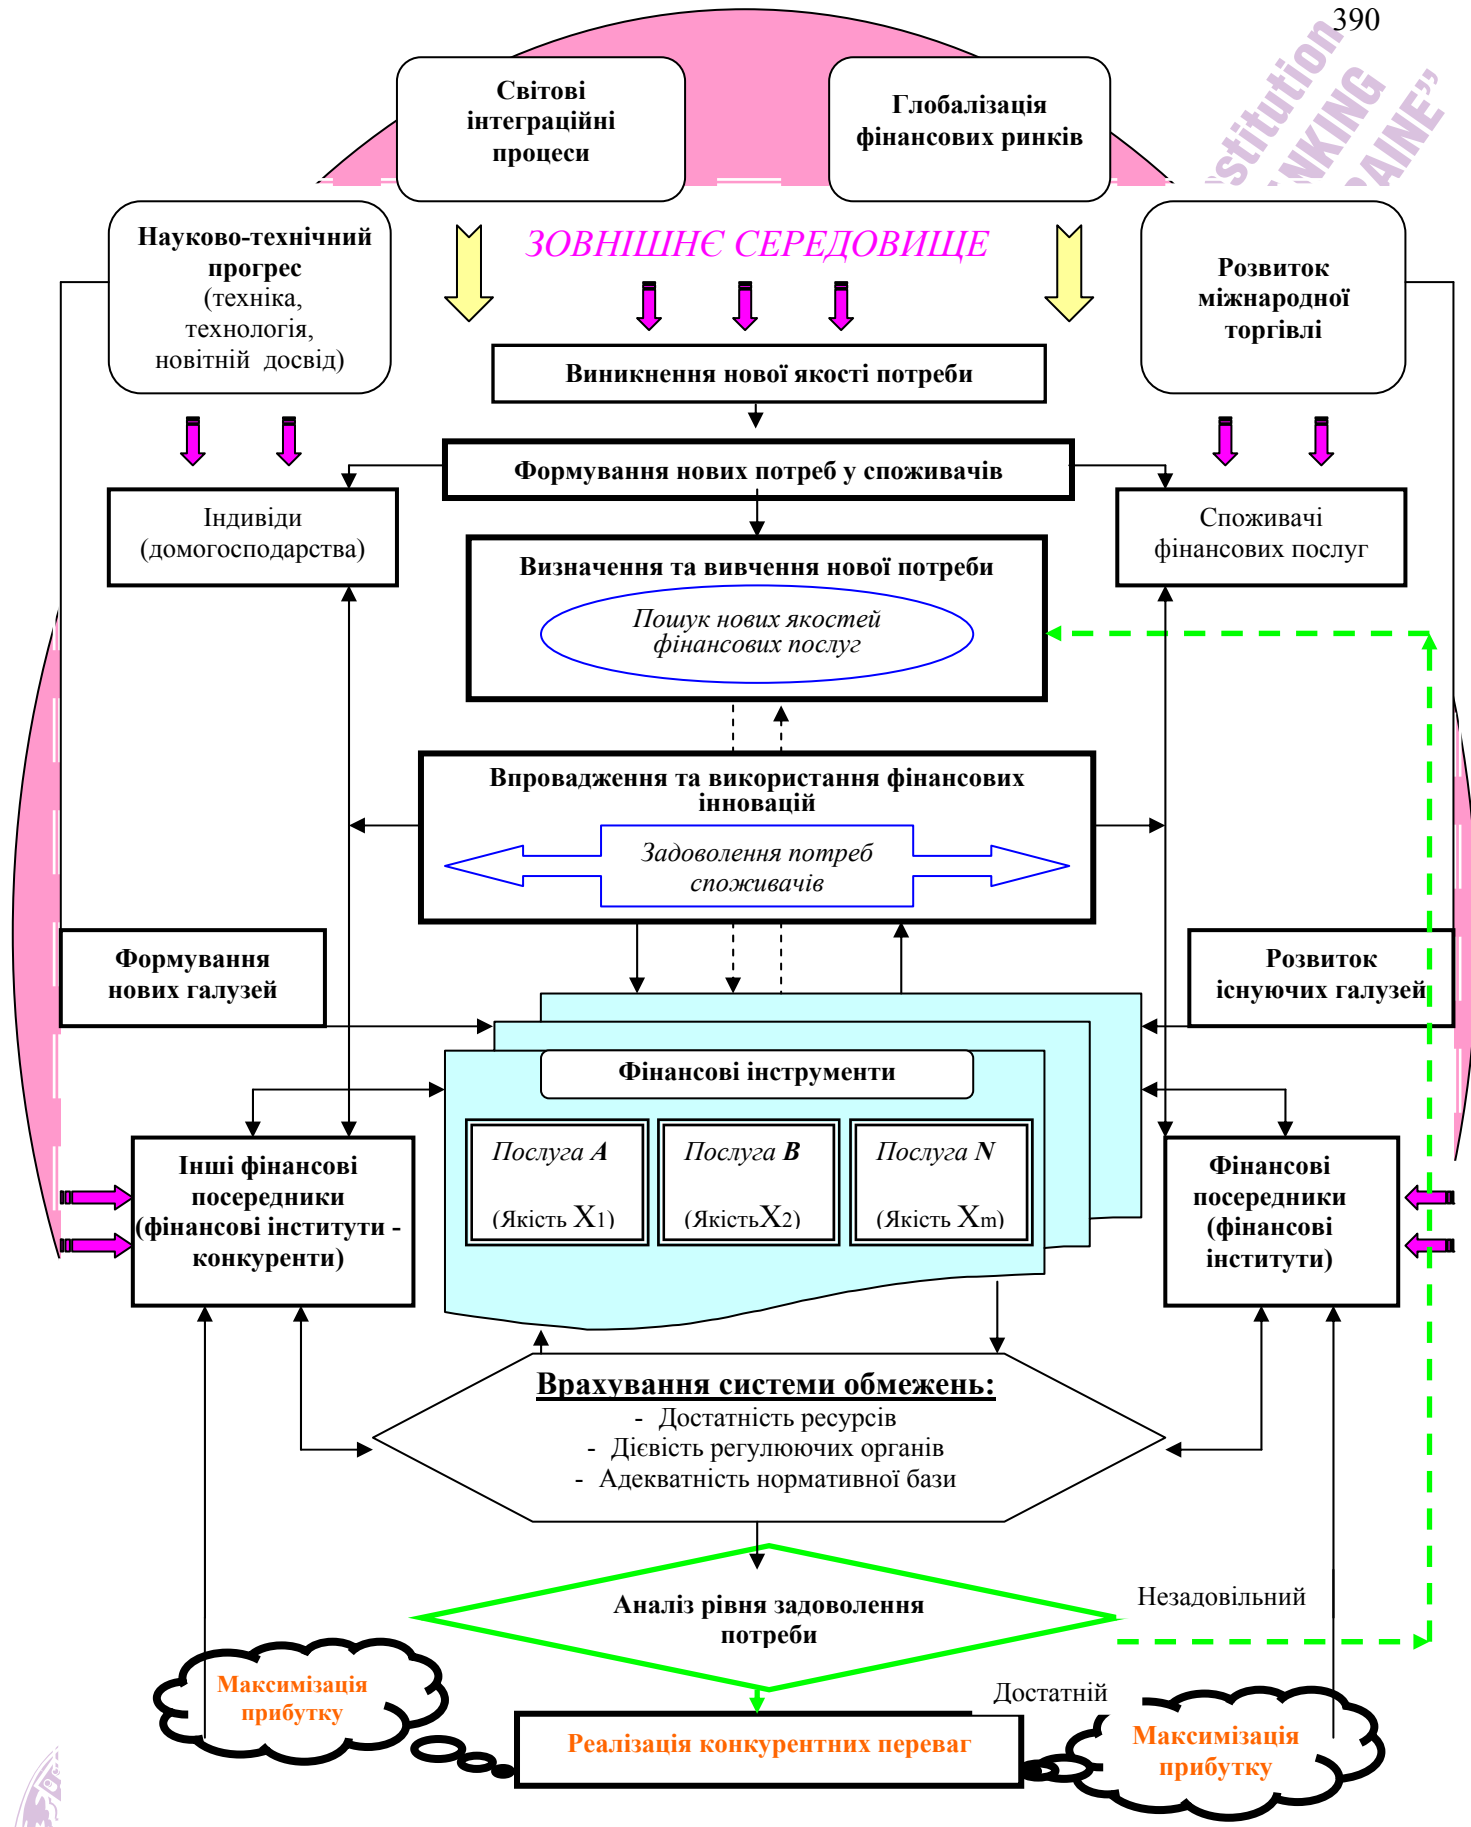 390
stitution
NKING
RAINE”
Світові
інтеграційні
процеси
Глобалізація
фінансових ринків
Науково-технічний
прогрес
(техніка,
технологія,
новітній досвід)
ЗОВНІШНЄ СЕРЕДОВИЩЕ
Розвиток
міжнародної
торгівлі
Виникнення нової якості потреби
Формування нових потреб у споживачів
Індивіди
(домогосподарства)
Споживачі
фінансових послуг
Визначення та вивчення нової потреби
Пошук нових якостей
фінансових послуг
Впровадження та використання фінансових
інновацій
Задоволення потреб
споживачів
Формування
нових галузей
Розвиток
існуючих галузей
Фінансові інструменти
Послуга A
(Якість X1)
Послуга B
(ЯкістьX2)
Послуга N
(Якість Xm)
Інші фінансові
посередники
(фінансові інститути -
конкуренти)
Фінансові
посередники
(фінансові
інститути)
Врахування системи обмежень:
- Достатність ресурсів
- Дієвість регулюючих органів
- Адекватність нормативної бази
Аналіз рівня задоволення
потреби
Незадовільний
Достатній
Максимізація
прибутку
Реалізація конкурентних переваг
Максимізація
прибутку